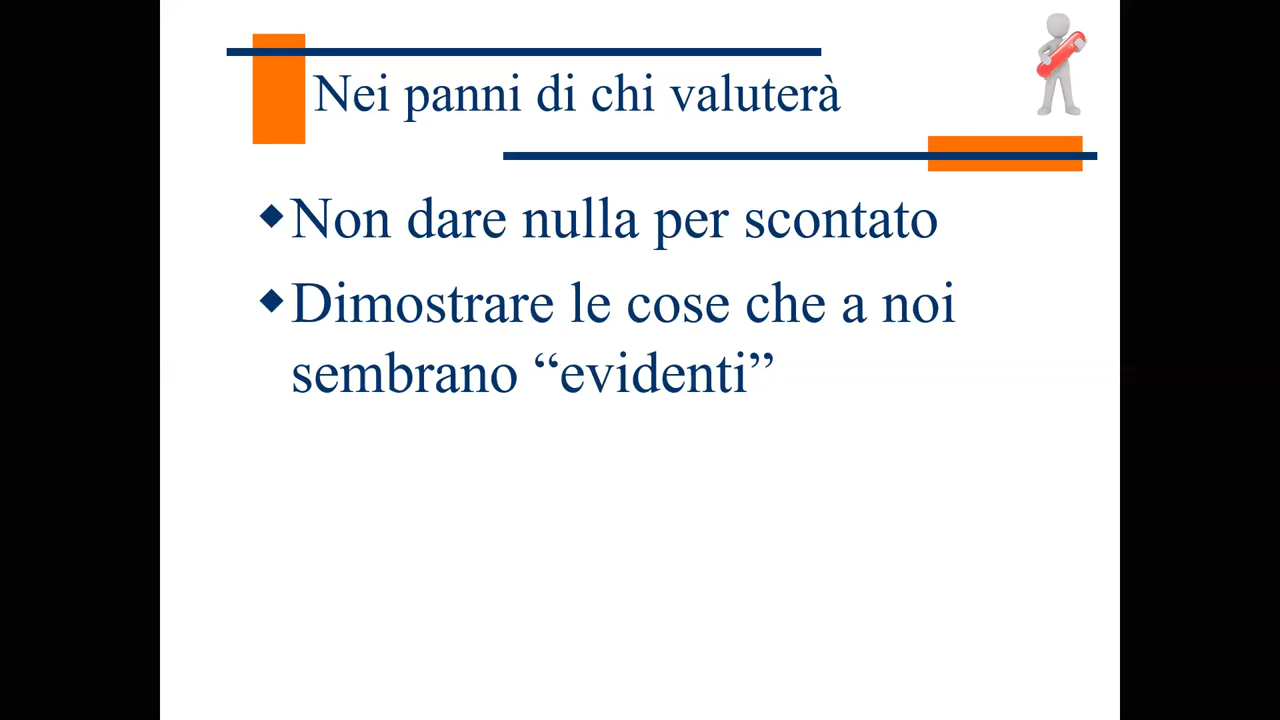 Nei panni di chi valuterà
Non dare nulla per scontato
Dimostrare le cose che a noi
sembrano “evidenti”